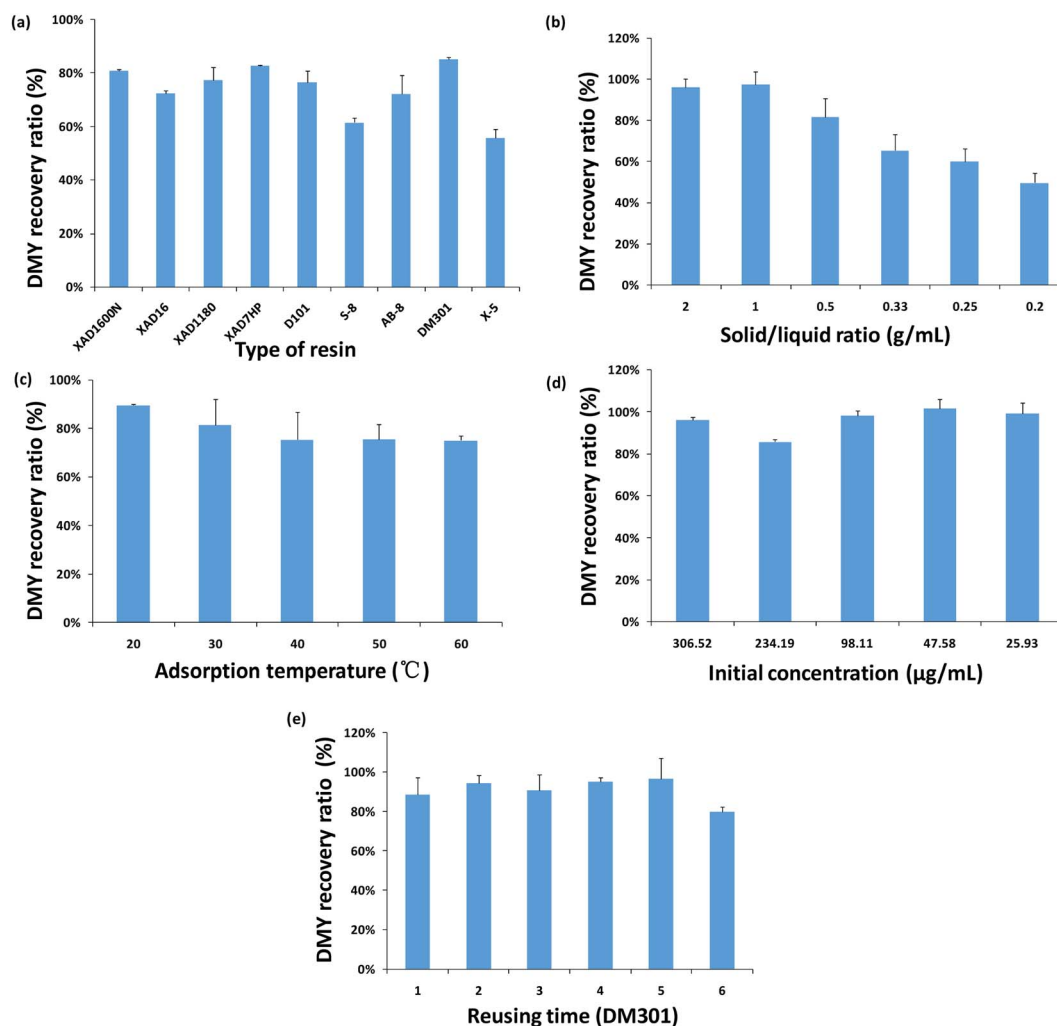 (a)
DMY recovery ratio (%)
100%
80%
60%
40%
20%
0%
XAD1600N
XAD16
XAD1180
XAD7HP
D101
S-8
AB-8
DM301
X-5
Type of resin
(b)
DMY recovery ratio (%)
120%
100%
80%
60%
40%
20%
0%
2 1 0.5 0.33 0.25 0.2
Solid/liquid ratio (g/mL)
(c)
DMY recovery ratio (%)
100%
80%
60%
40%
20%
0%
20 30 40 50 60
Adsorption temperature (℃)
(d)
DMY recovery ratio (%)
120%
100%
80%
60%
40%
20%
0%
306.52 234.19 98.11 47.58 25.93
Initial concentration (μg/mL)
(e)
DMY recovery ratio (%)
120%
100%
80%
60%
40%
20%
0%
1 2 3 4 5 6
Reusing time (DM301)